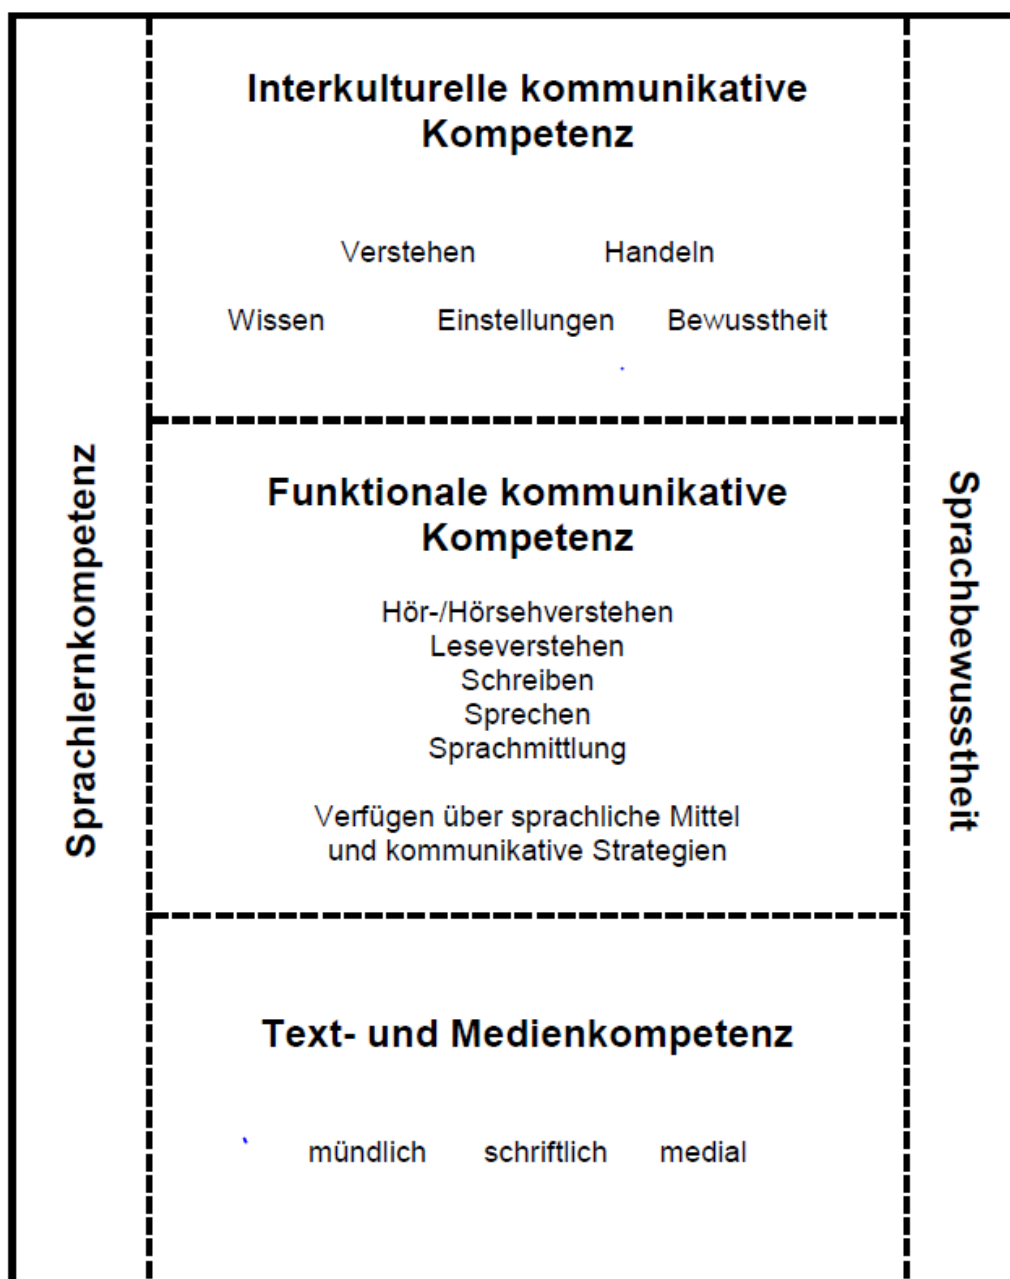 Sprachlernkompetenz
Interkulturelle kommunikative
Kompetenz
Verstehen Handeln
Wissen Einstellungen Bewusstheit
Funktionale kommunikative
Kompetenz
Hör-/Hörsehverstehen
Leseverstehen
Schreiben
Sprechen
Sprachmittlung
Verfügen über sprachliche Mittel
und kommunikative Strategien
Text- und Medienkompetenz
mündlich schriftlich medial
Sprachbewusstheit